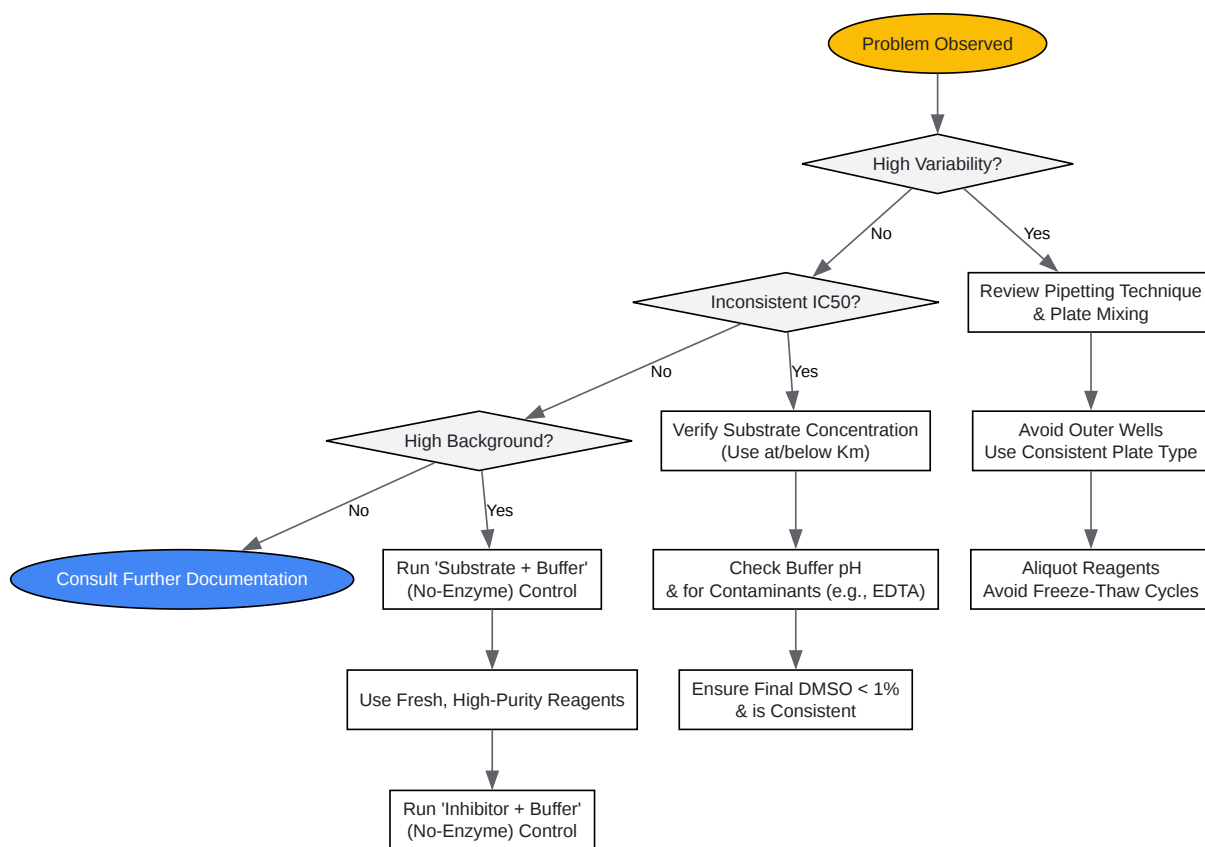 Problem Observed
High Variability?
No
Yes
Inconsistent IC50?
Review Pipetting Technique
& Plate Mixing
No
Yes
High Background?
Verify Substrate Concentration
(Use at/below Km)
Avoid Outer Wells
Use Consistent Plate Type
No
Yes
Consult Further Documentation
Run 'Substrate + Buffer'
(No-Enzyme) Control
Check Buffer pH
& for Contaminants (e.g., EDTA)
Aliquot Reagents
Avoid Freeze-Thaw Cycles
Use Fresh, High-Purity Reagents
Ensure Final DMSO < 1%
& is Consistent
Run 'Inhibitor + Buffer'
(No-Enzyme) Control